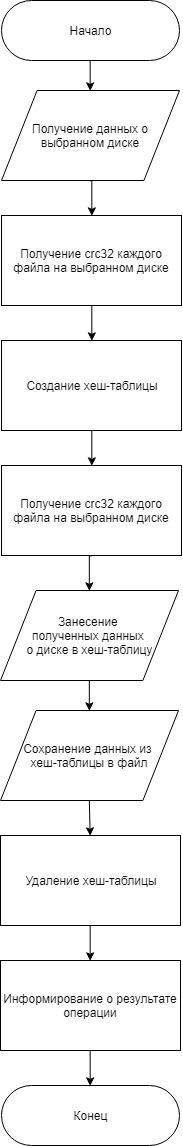 Начало
Получение данных о
выбранном диске
Получение crc32 каждого
файла на выбранном диске
Создание хеш-таблицы
Получение crc32 каждого
файла на выбранном диске
Занесение
полученных данных
о диске в хеш-таблицу
Сохранение данных из
хеш-таблицы в файл
Удаление хеш-таблицы
Информирование о результате
операции
Конец